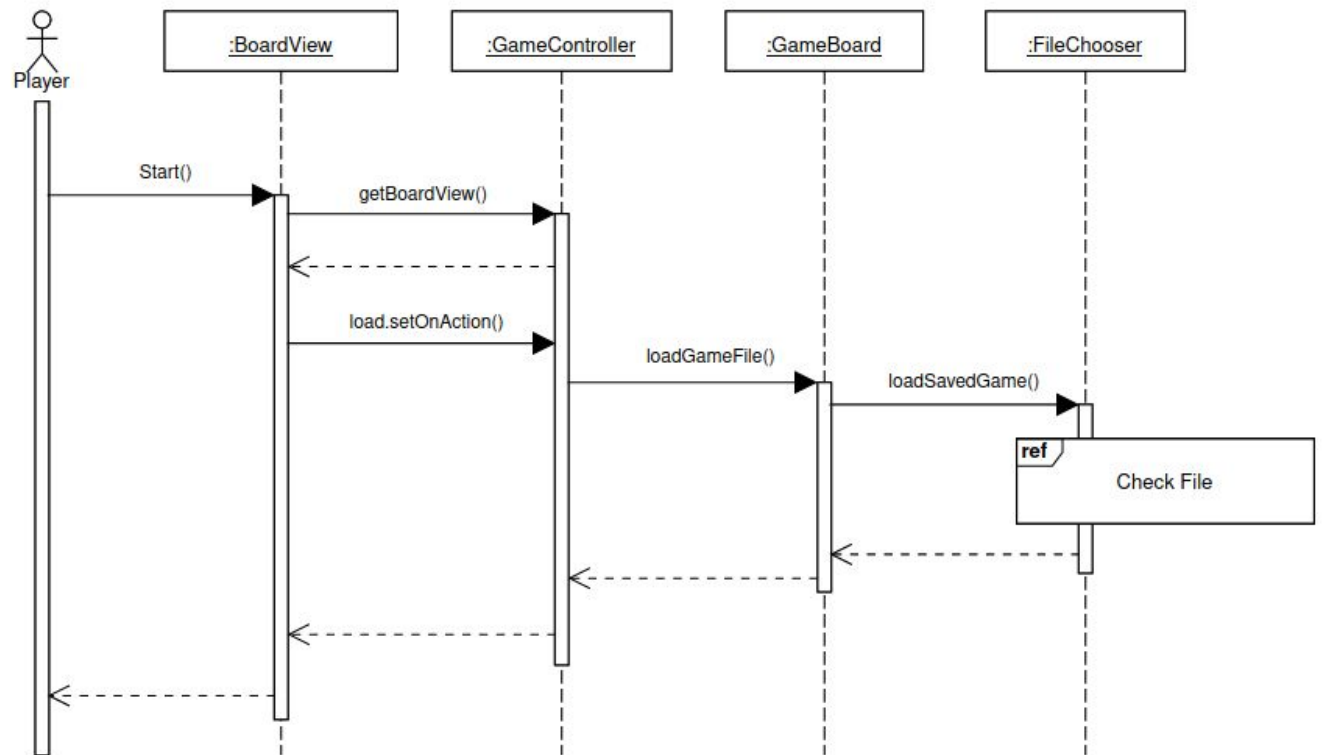 Player
:BoardView
:GameController
:GameBoard
:FileChooser
Start()
getBoardView()
load.setOnAction()
loadGameFile()
loadSavedGame()
ref
Check File